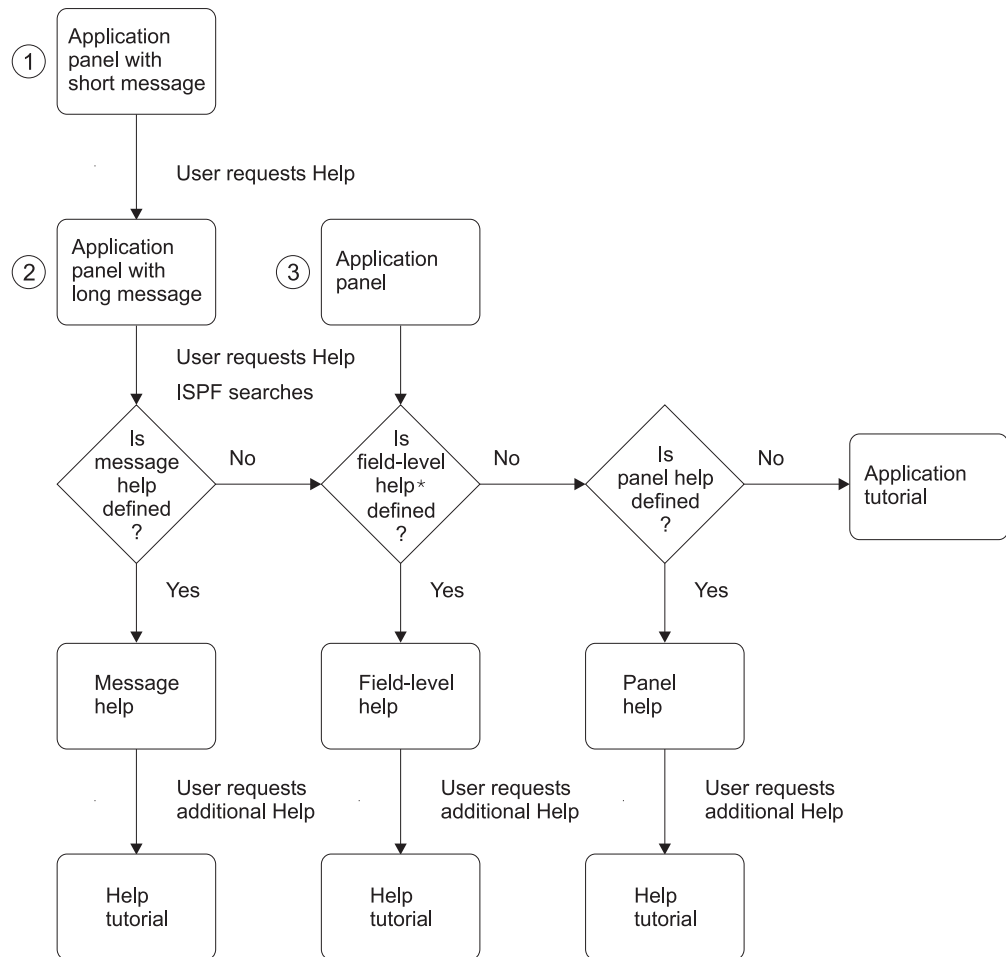 1
Application
panel with
short message
User requests Help
2
Application
panel with
long message
3
Application
panel
User requests Help
ISPF searches
Is
message
help
defined
?
No
Is
field-level
help*
defined
?
No
Is
panel help
defined
?
No
Application
tutorial
Yes
Yes
Yes
Message
help
Field-level
help
Panel
help
User requests
additional Help
User requests
additional Help
User requests
additional Help
Help
tutorial
Help
tutorial
Help
tutorial